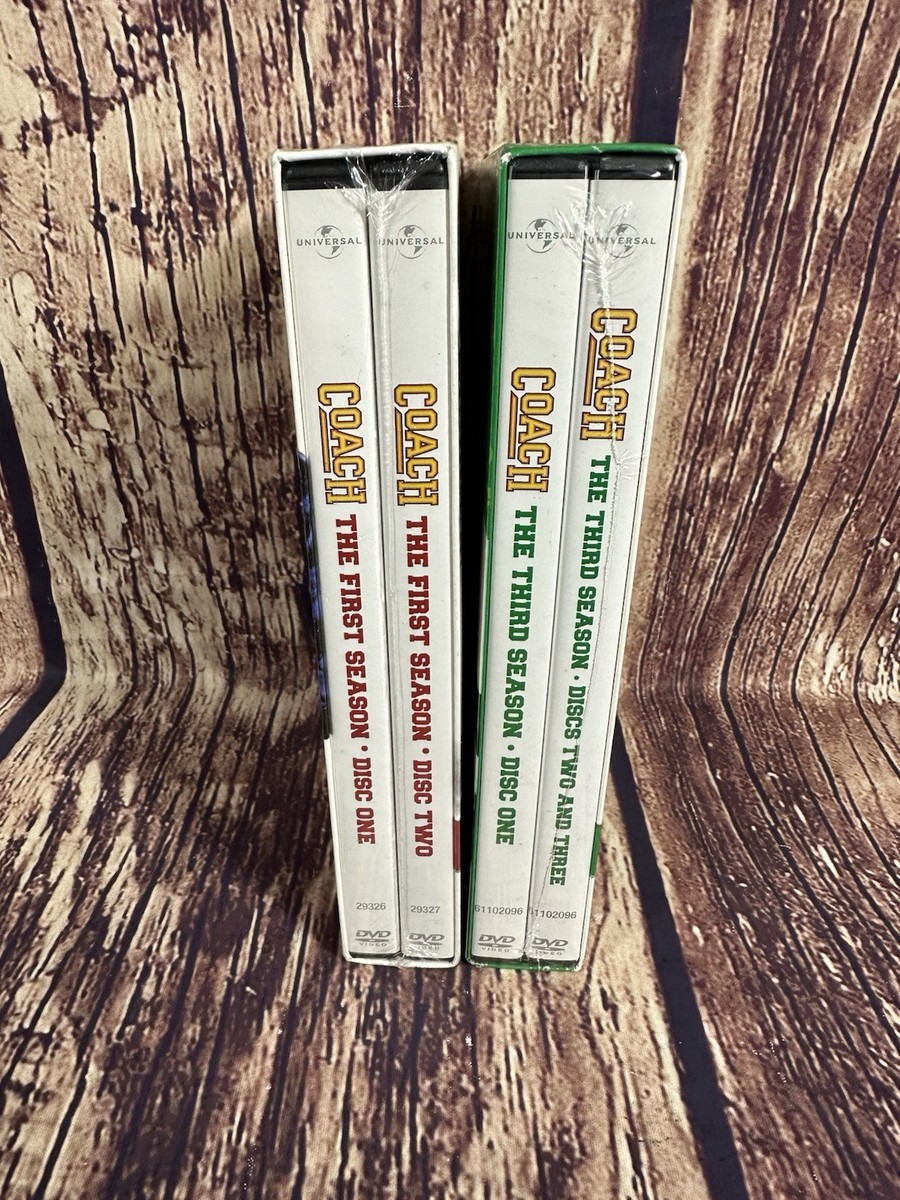 UNIVERSAL
COACH THE FIRST SEASON · DISC ONE
29326
DVD
VIDEO
UNIVERSAL
COACH THE FIRST SEASON · DISC TWO
29327
DVD
VIDEO
UNIVERSAL
COACH THE THIRD SEASON · DISC ONE
61102096
DVD
VIDEO
UNIVERSAL
COACH THE THIRD SEASON · DISCS TWO AND THREE
1102096
DVD
VIDEO